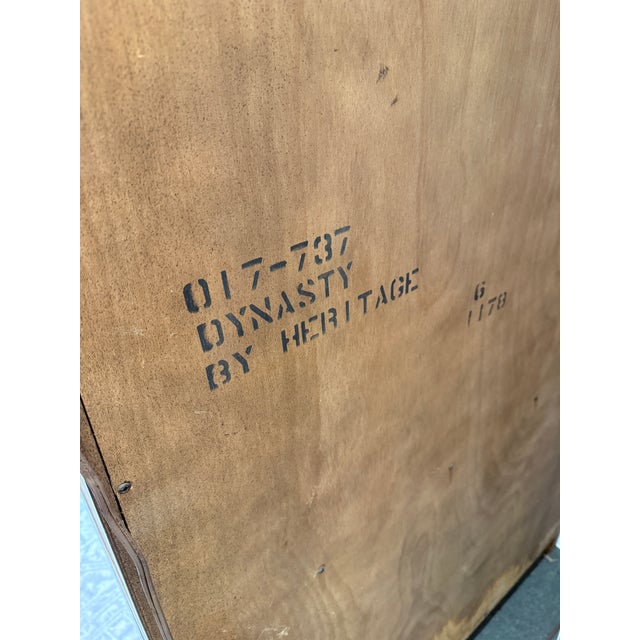 017-737
DYNASTY
BY HERITAGE
6
1178